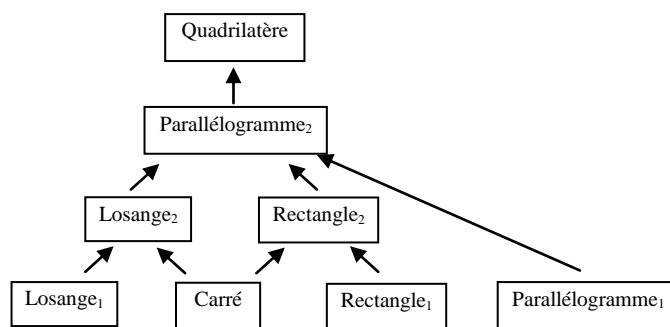 Quadrilatère
Parallélogramme₂
Losange₂
Rectangle₂
Losange₁
Carré
Rectangle₁
Parallélogramme₁